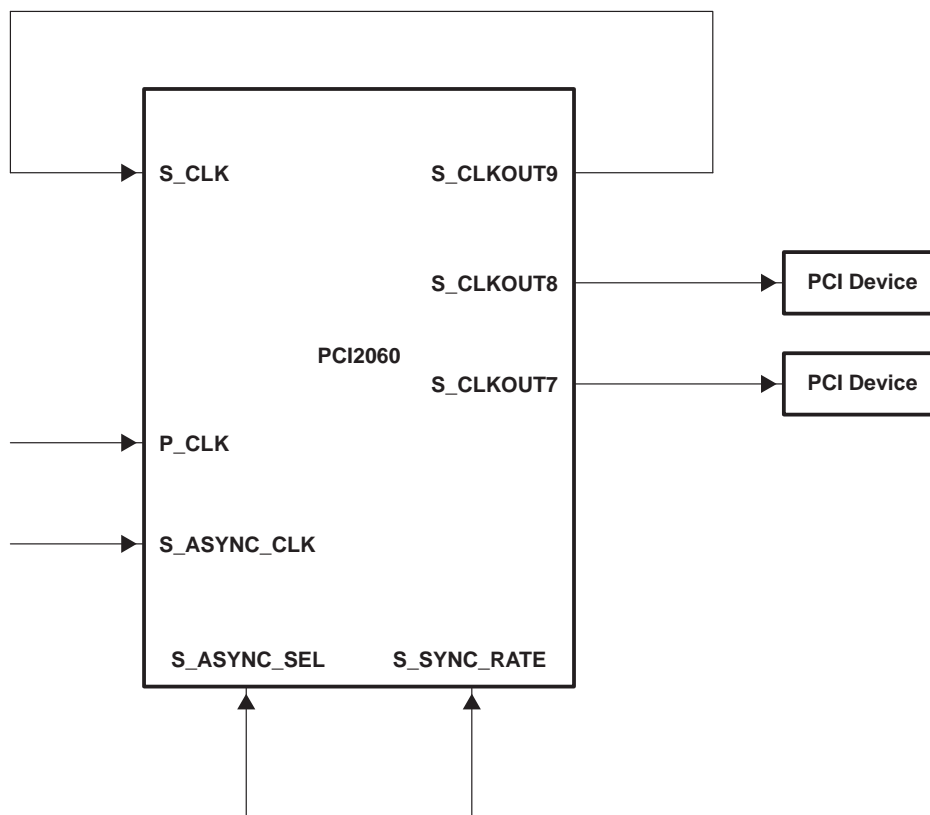 S_CLK
S_CLKOUT9
S_CLKOUT8
PCI Device
PCI2060
S_CLKOUT7
PCI Device
P_CLK
S_ASYNC_CLK
S_ASYNC_SEL
S_SYNC_RATE